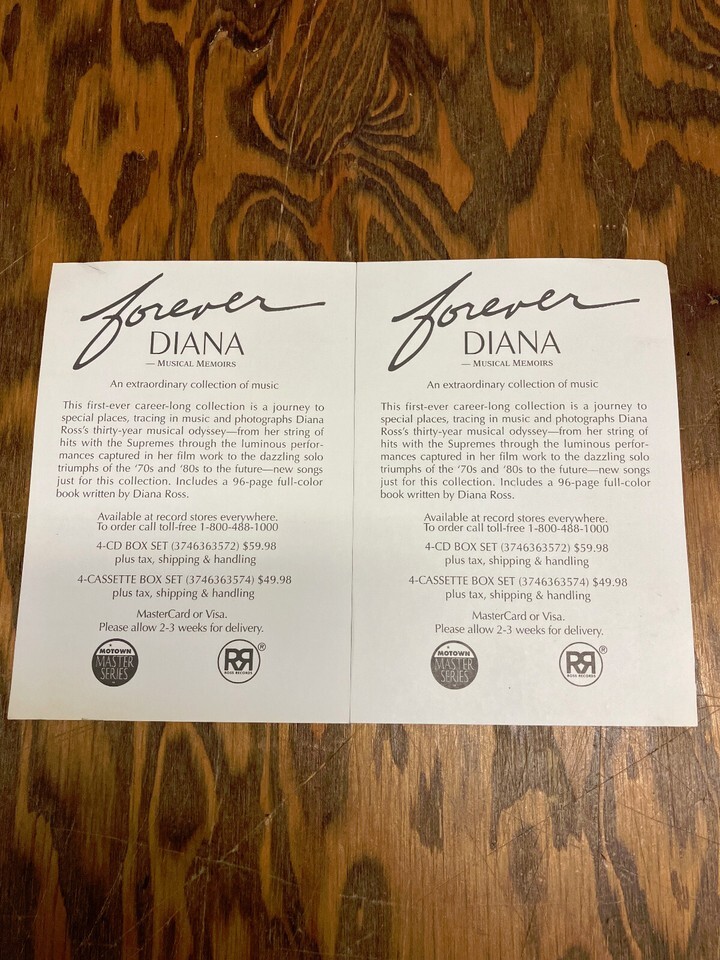 forever
DIANA
— MUSICAL MEMOIRS
An extraordinary collection of music
This first-ever career-long collection is a journey to
special places, tracing in music and photographs Diana
Ross's thirty-year musical odyssey—from her string of
hits with the Supremes through the luminous perfor-
mances captured in her film work to the dazzling solo
triumphs of the '70s and '80s to the future—new songs
just for this collection. Includes a 96-page full-color
book written by Diana Ross.
Available at record stores everywhere.
To order call toll-free 1-800-488-1000
4-CD BOX SET (3746363572) $59.98
plus tax, shipping & handling
4-CASSETTE BOX SET (3746363574) $49.98
plus tax, shipping & handling
MasterCard or Visa.
Please allow 2-3 weeks for delivery.
MOTOWN
MASTER
SERIES
RR®
ROSS RECORDS
forever
DIANA
— MUSICAL MEMOIRS
An extraordinary collection of music
This first-ever career-long collection is a journey to
special places, tracing in music and photographs Diana
Ross's thirty-year musical odyssey—from her string of
hits with the Supremes through the luminous perfor-
mances captured in her film work to the dazzling solo
triumphs of the '70s and '80s to the future—new songs
just for this collection. Includes a 96-page full-color
book written by Diana Ross.
Available at record stores everywhere.
To order call toll-free 1-800-488-1000
4-CD BOX SET (3746363572) $59.98
plus tax, shipping & handling
4-CASSETTE BOX SET (3746363574) $49.98
plus tax, shipping & handling
MasterCard or Visa.
Please allow 2-3 weeks for delivery.
MOTOWN
MASTER
SERIES
RR®
ROSS RECORDS